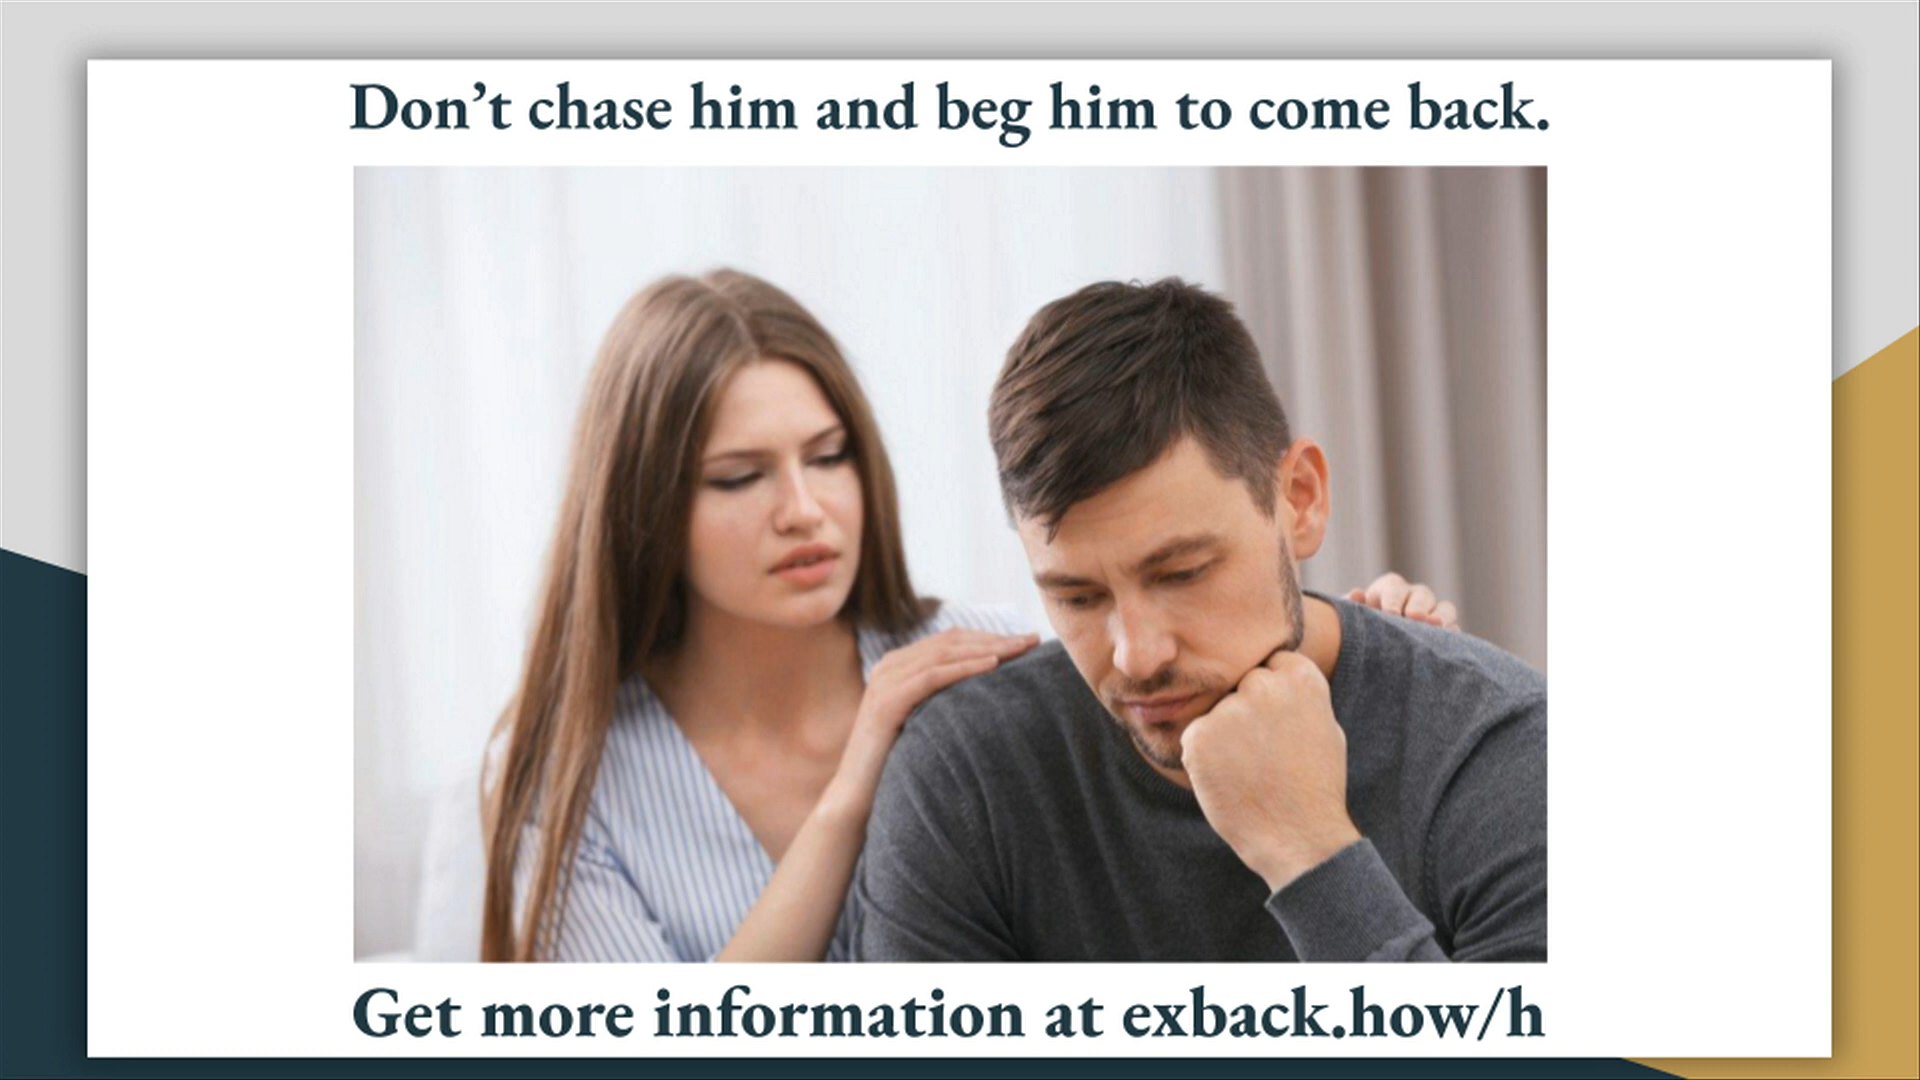 Don’t chase him and beg him to come back.
Get more information at exback.how/h